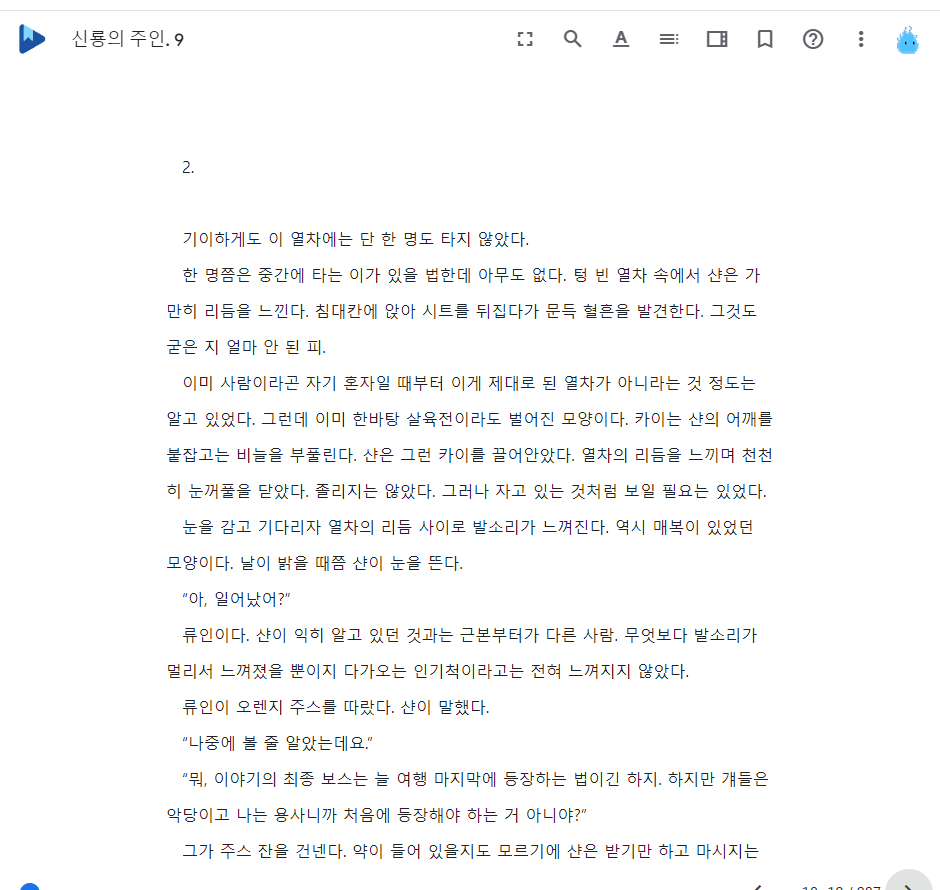 신룡의 주인. 9
2.
기이하게도 이 열차에는 단 한 명도 타지 않았다.
한 명쯤은 중간에 타는 이가 있을 법한데 아무도 없다. 텅 빈 열차 속에서 샨은 가
만히 리듬을 느낀다. 침대칸에 앉아 시트를 뒤집다가 문득 혈흔을 발견한다. 그것도
굳은 지 얼마 안 된 피.
이미 사람이라곤 자기 혼자일 때부터 이게 제대로 된 열차가 아니라는 것 정도는
알고 있었다. 그런데 이미 한바탕 살육전이라도 벌어진 모양이다. 카이는 샨의 어깨를
붙잡고는 비늘을 부풀린다. 샨은 그런 카이를 끌어안았다. 열차의 리듬을 느끼며 천천
히 눈꺼풀을 닫았다. 졸리지는 않았다. 그러나 자고 있는 것처럼 보일 필요는 있었다.
눈을 감고 기다리자 열차의 리듬 사이로 발소리가 느껴진다. 역시 매복이 있었던
모양이다. 날이 밝을 때쯤 샨이 눈을 뜬다.
“아, 일어났어?”
류인이다. 샨이 익히 알고 있던 것과는 근본부터가 다른 사람. 무엇보다 발소리가
멀리서 느껴졌을 뿐이지 다가오는 인기척이라고는 전혀 느껴지지 않았다.
류인이 오렌지 주스를 따랐다. 샨이 말했다.
“나중에 볼 줄 알았는데요.”
“뭐, 이야기의 최종 보스는 늘 여행 마지막에 등장하는 법이긴 하지. 하지만 걔들은
악당이고 나는 용사니까 처음에 등장해야 하는 거 아니야?”
그가 주스 잔을 건넨다. 약이 들어 있을지도 모르기에 샨은 받기만 하고 마시지는